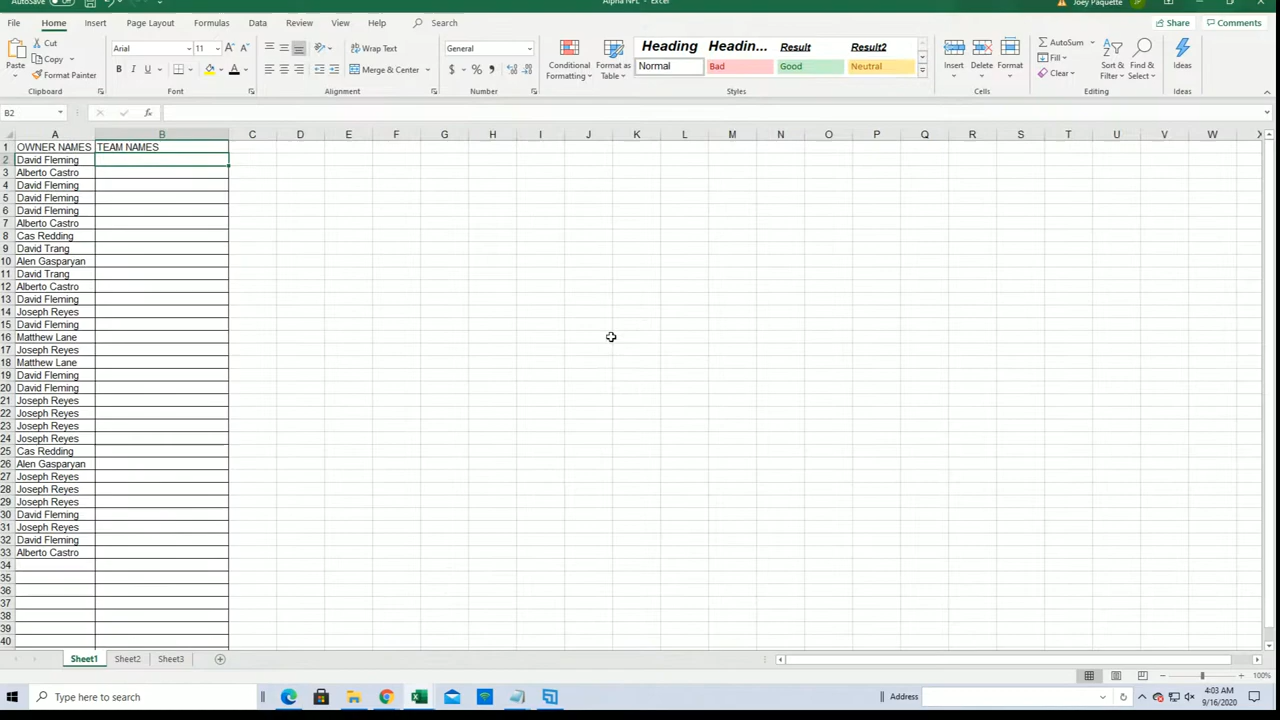 AutoSave Off Alpha NFL - Excel Joey Paquette JP
File Home Insert Page Layout Formulas Data Review View Help Search Share Comments
Paste Cut Copy Format Painter Clipboard
Arial 11 B I U Font
Wrap Text Merge & Center Alignment
General $ % Number
Conditional Formatting Format as Table
Heading Headin... Result Result2
Normal Bad Good Neutral
Styles
Insert Delete Format Cells
AutoSum Fill Clear Sort & Filter Find & Select Editing
Ideas Ideas
B2 fx
A B C D E F G H I J K L M N O P Q R S T U V W X
1 OWNER NAMES TEAM NAMES
2 David Fleming
3 Alberto Castro
4 David Fleming
5 David Fleming
6 David Fleming
7 Alberto Castro
8 Cas Redding
9 David Trang
10 Alen Gasparyan
11 David Trang
12 Alberto Castro
13 David Fleming
14 Joseph Reyes
15 David Fleming
16 Matthew Lane
17 Joseph Reyes
18 Matthew Lane
19 David Fleming
20 David Fleming
21 Joseph Reyes
22 Joseph Reyes
23 Joseph Reyes
24 Joseph Reyes
25 Cas Redding
26 Alen Gasparyan
27 Joseph Reyes
28 Joseph Reyes
29 Joseph Reyes
30 David Fleming
31 Joseph Reyes
32 David Fleming
33 Alberto Castro
34
35
36
37
38
39
40
Sheet1 Sheet2 Sheet3
100%
Type here to search Address 4:03 AM
9/16/2020